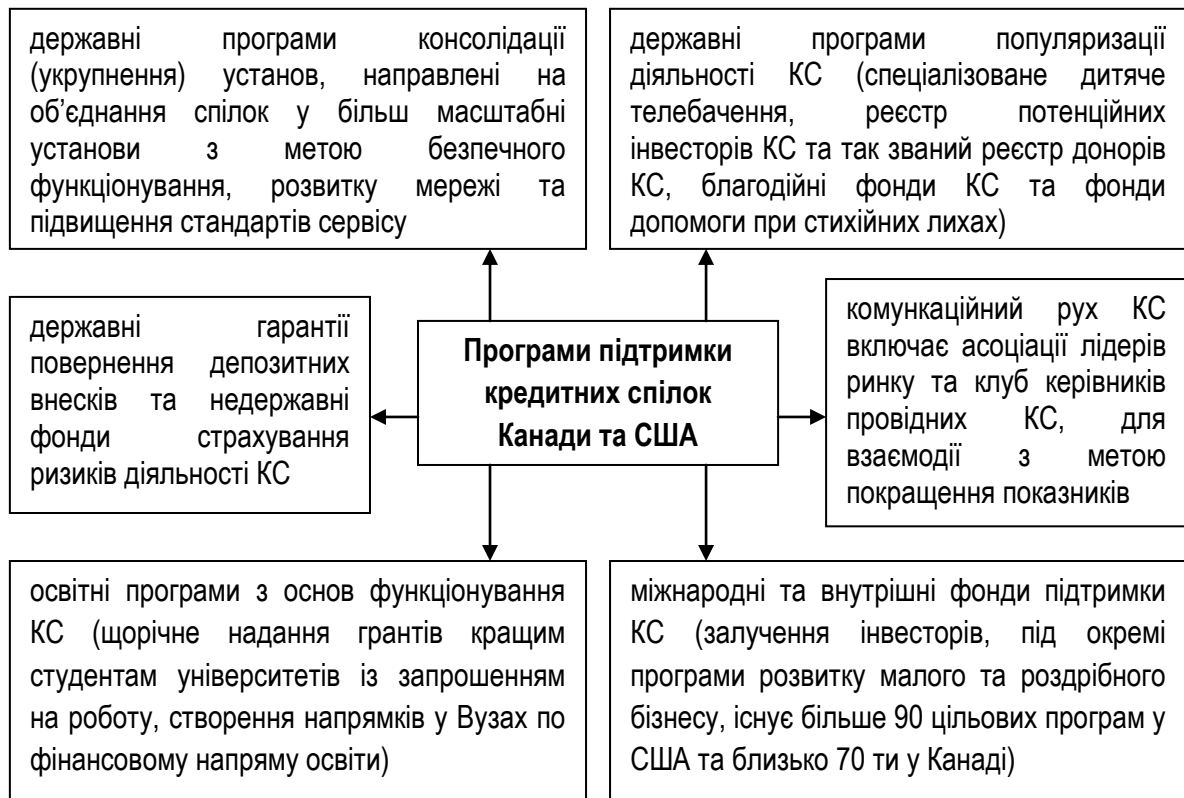 державні програми консолідації
(укрупнення) установ, направлені на
об’єднання спілок у більш масштабні
установи з метою безпечного
функціонування, розвитку мережі та
підвищення стандартів сервісу
державні програми популяризації
діяльності КС (спеціалізоване дитяче
телебачення, реєстр потенційних
інвесторів КС та так званий реєстр донорів
КС, благодійні фонди КС та фонди
допомоги при стихійних лихах)
державні гарантії
повернення депозитних
внесків та недержавні
фонди страхування
ризиків діяльності КС
Програми підтримки
кредитних спілок
Канади та США
комункаційний рух КС
включає асоціації лідерів
ринку та клуб керівників
провідних КС, для
взаємодії з метою
покращення показників
освітні програми з основ функціонування
КС (щорічне надання грантів кращим
студентам університетів із запрошенням
на роботу, створення напрямків у Вузах по
фінансовому напряму освіти)
міжнародні та внутрішні фонди підтримки
КС (залучення інвесторів, під окремі
програми розвитку малого та роздрібного
бізнесу, існує більше 90 цільових програм у
США та близько 70 ти у Канаді)